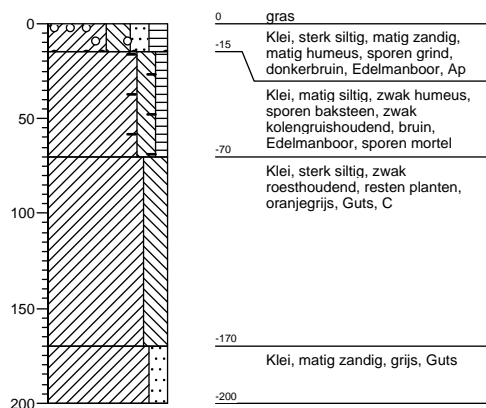 0
50
100
150
200
0
gras
-15
Klei, sterk siltig, matig zandig,
matig humeus, sporen grind,
donkerbruin, Edelmanboor, Ap
Klei, matig siltig, zwak humeus,
sporen baksteen, zwak
kolengruishoudend, bruin,
Edelmanboor, sporen mortel
-70
Klei, sterk siltig, zwak
roesthoudend, resten planten,
oranjegrijs, Guts, C
-170
Klei, matig zandig, grijs, Guts
-200